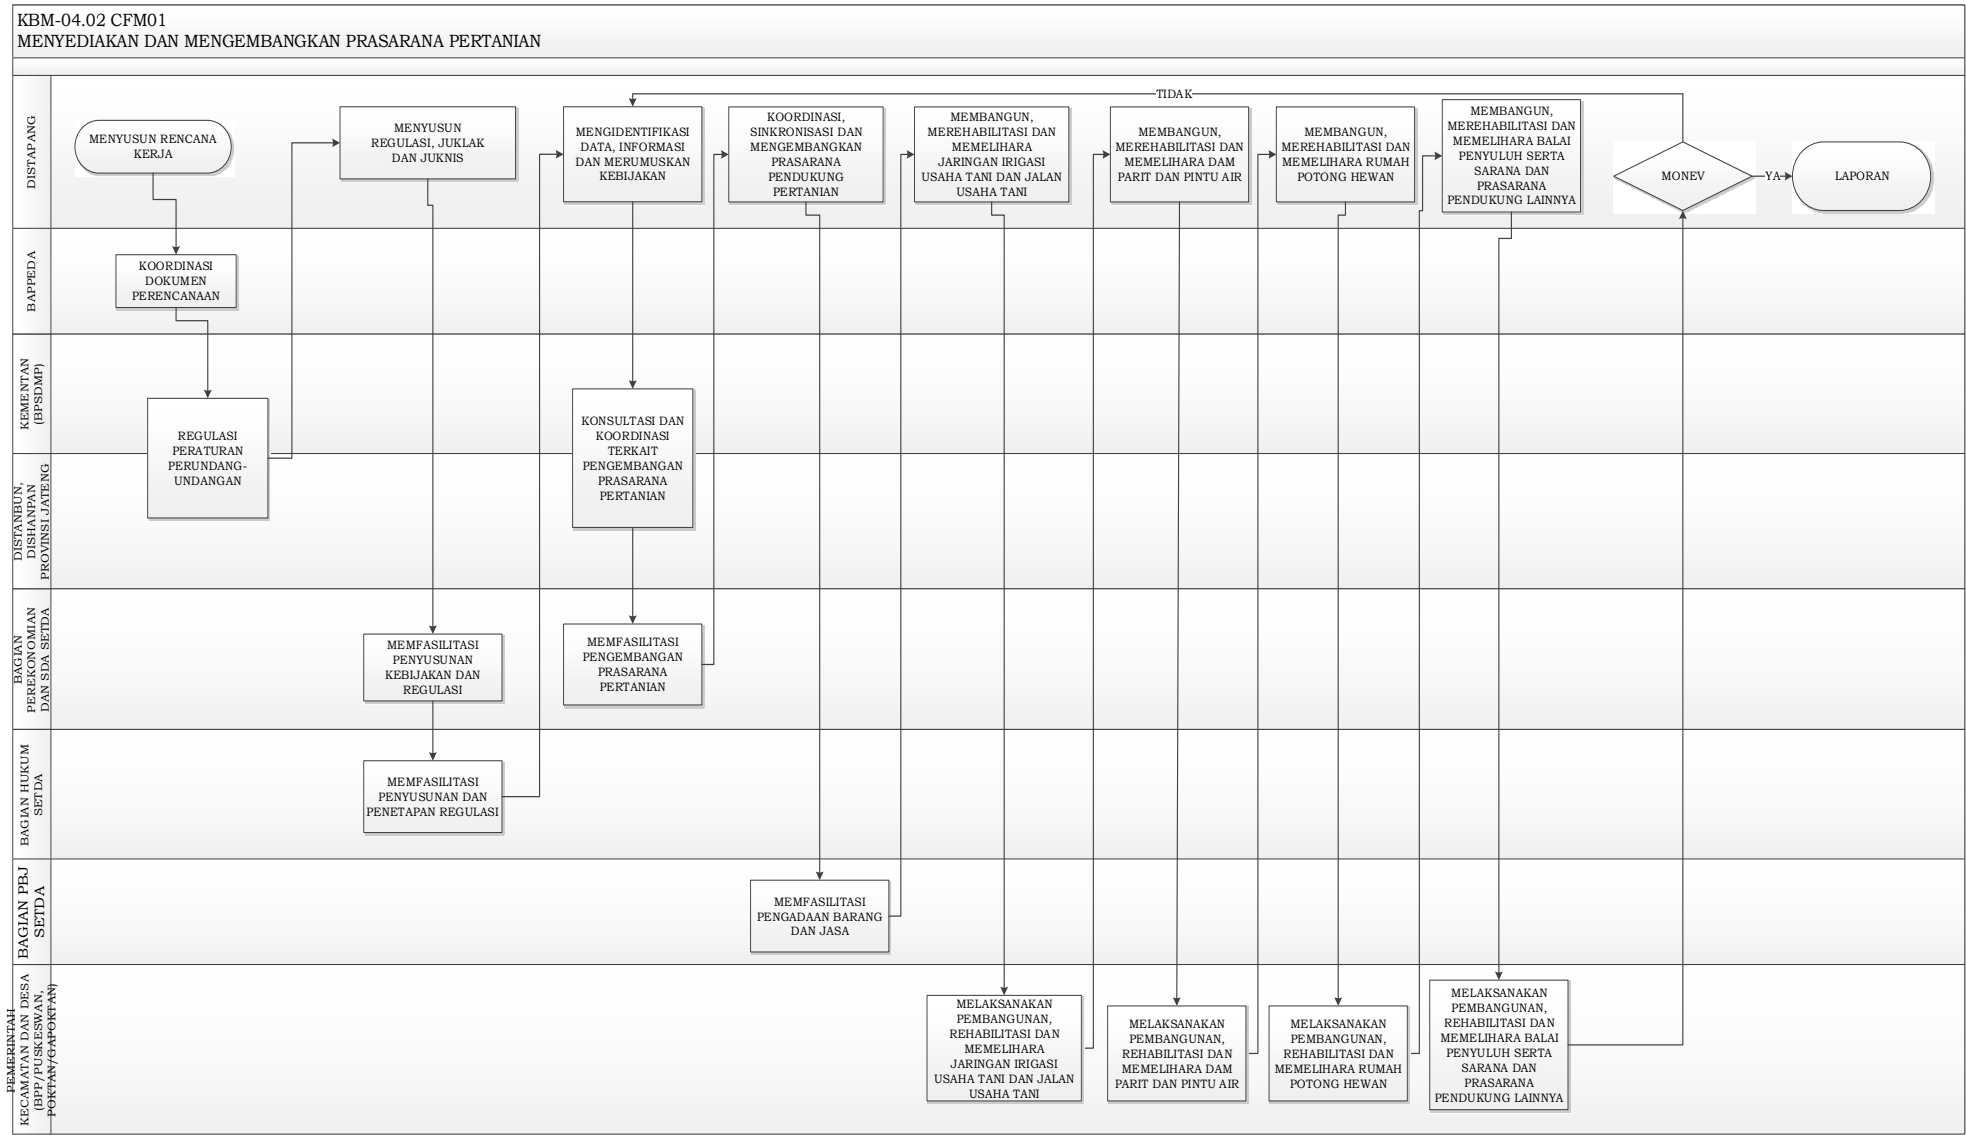 KBM-04.02 CFM01
MENYEDIAKAN DAN MENGEMBANGKAN PRASARANA PERTANIAN
DISTAPANG
MENYUSUN RENCANA
KERJA
MENYUSUN
REGULASI, JUKLAK
DAN JUKNIS
MENGIDENTIFIKASI
DATA, INFORMASI
DAN MERUMUSKAN
KEBIJAKAN
KOORDINASI,
SINKRONISASI DAN
MENGEMBANGKAN
PRASARANA
PENDUKUNG
PERTANIAN
MEMBANGUN,
MEREHABILITASI DAN
MEMELIHARA
JARINGAN IRIGASI
USAHA TANI DAN JALAN
USAHA TANI
TIDAK
MEMBANGUN,
MEREHABILITASI DAN
MEMELIHARA DAM
PARIT DAN PINTU AIR
MEMBANGUN,
MEREHABILITASI DAN
MEMELIHARA RUMAH
POTONG HEWAN
MEMBANGUN,
MEREHABILITASI DAN
MEMELIHARA BALAI
PENYULUH SERTA
SARANA DAN
PRASARANA
PENDUKUNG LAINNYA
MONEV
YA
LAPORAN
BAPPEDA
KOORDINASI
DOKUMEN
PERENCANAAN
KEMENTAN
(BPSDMP)
REGULASI
PERATURAN
PERUNDANG-
UNDANGAN
KONSULTASI DAN
KOORDINASI
TERKAIT
PENGEMBANGAN
PRASARANA
PERTANIAN
DISTANBUN,
DISHANPAN
PROVINSI JATENG
BAGIAN
PEREKONOMIAN
DAN SDA SETDA
MEMFASILITASI
PENYUSUNAN
KEBIJAKAN DAN
REGULASI
MEMFASILITASI
PENGEMBANGAN
PRASARANA
PERTANIAN
BAGIAN HUKUM
SETDA
MEMFASILITASI
PENYUSUNAN DAN
PENETAPAN REGULASI
BAGIAN PBJ
SETDA
MEMFASILITASI
PENGADAAN BARANG
DAN JASA
PEMERINTAH
KECAMATAN DAN DESA
(BPP/PUSKESWAN,
POKTAN/GAPOKTAN)
MELAKSANAKAN
PEMBANGUNAN,
REHABILITASI DAN
MEMELIHARA
JARINGAN IRIGASI
USAHA TANI DAN JALAN
USAHA TANI
MELAKSANAKAN
PEMBANGUNAN,
REHABILITASI DAN
MEMELIHARA DAM
PARIT DAN PINTU AIR
MELAKSANAKAN
PEMBANGUNAN,
REHABILITASI DAN
MEMELIHARA RUMAH
POTONG HEWAN
MELAKSANAKAN
PEMBANGUNAN,
REHABILITASI DAN
MEMELIHARA BALAI
PENYULUH SERTA
SARANA DAN
PRASARANA
PENDUKUNG LAINNYA